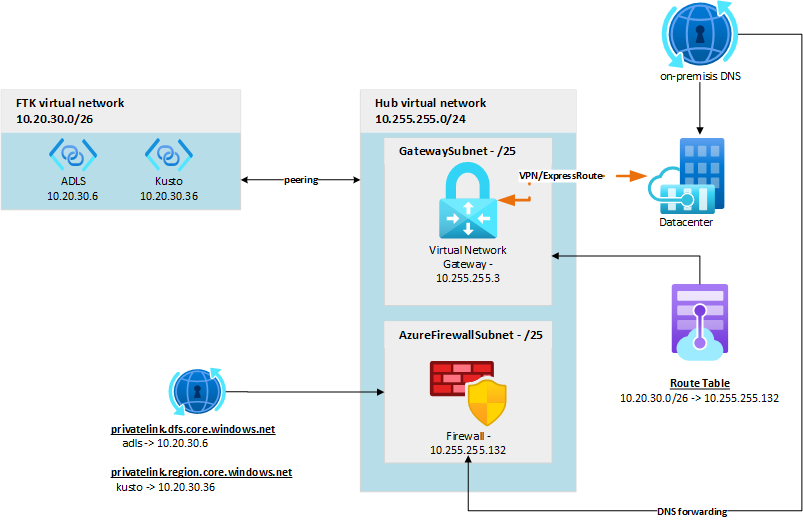 on-premisis DNS
FTK virtual network
10.20.30.0/26
Hub virtual network
10.255.255.0/24
GatewaySubnet - /25
ADLS
10.20.30.6
Kusto
10.20.30.36
peering
VPN/ExpressRoute
Datacenter
Virtual Network
Gateway -
10.255.255.3
AzureFirewallSubnet - /25
Route Table
10.20.30.0/26 -> 10.255.255.132
privatelink.dfs.core.windows.net
adls -> 10.20.30.6
Firewall -
10.255.255.132
privatelink.region.core.windows.net
kusto -> 10.20.30.36
DNS forwarding